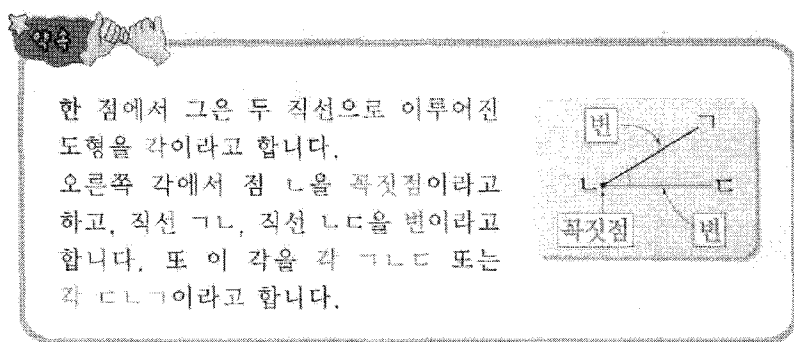 약속
한 점에서 그은 두 직선으로 이루어진
도형을 각이라고 합니다.
오른쪽 각에서 점 ㄴ을 꼭짓점이라고
하고, 직선 ㄱㄴ, 직선 ㄴㄷ을 변이라고
합니다. 또 이 각을 각 ㄱㄴㄷ 또는
각 ㄷㄴㄱ이라고 합니다.
변
ㄱ
ㄴ
ㄷ
꼭짓점
변